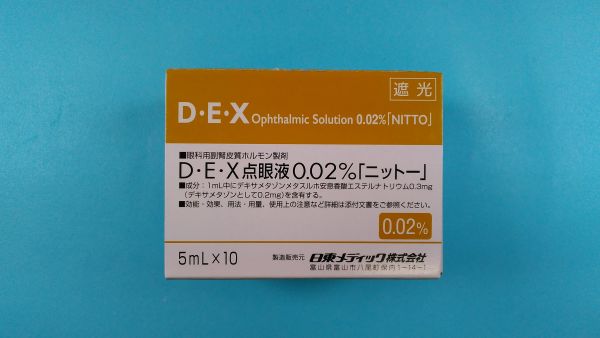 遮光
D・E・X Ophthalmic Solution 0.02%「NITTO」
■眼科用副腎皮質ホルモン製剤
D・E・X点眼液0.02%「ニットー」
■成分：1mL中にデキサメタゾンメタスルホ安息香酸エステルナトリウム0.3mg
(デキサメタゾンとして0.2mg)を含有する。
■効能・効果、用法・用量、使用上の注意など詳細は添付文書をご参照ください。
0.02%
5mL×10
製造販売元 日東メディック株式会社
富山県富山市八尾町保内1-14-1